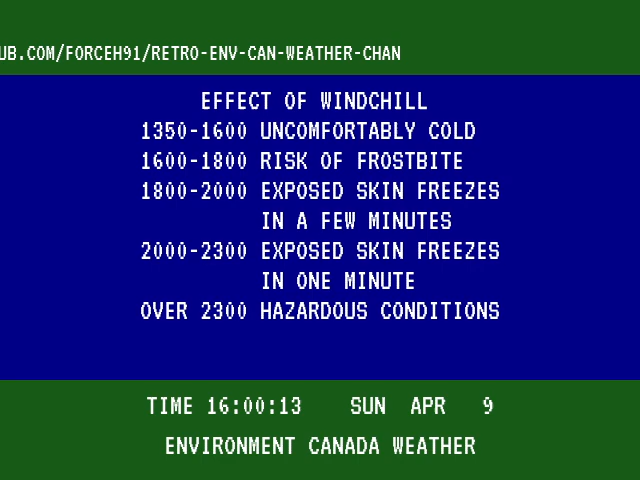 UB.COM/FORCEH91/RETRO-ENV-CAN-WEATHER-CHAN
EFFECT OF WINDCHILL
1350-1600 UNCOMFORTABLY COLD
1600-1800 RISK OF FROSTBITE
1800-2000 EXPOSED SKIN FREEZES
IN A FEW MINUTES
2000-2300 EXPOSED SKIN FREEZES
IN ONE MINUTE
OVER 2300 HAZARDOUS CONDITIONS
TIME 16:00:13 SUN APR 9
ENVIRONMENT CANADA WEATHER